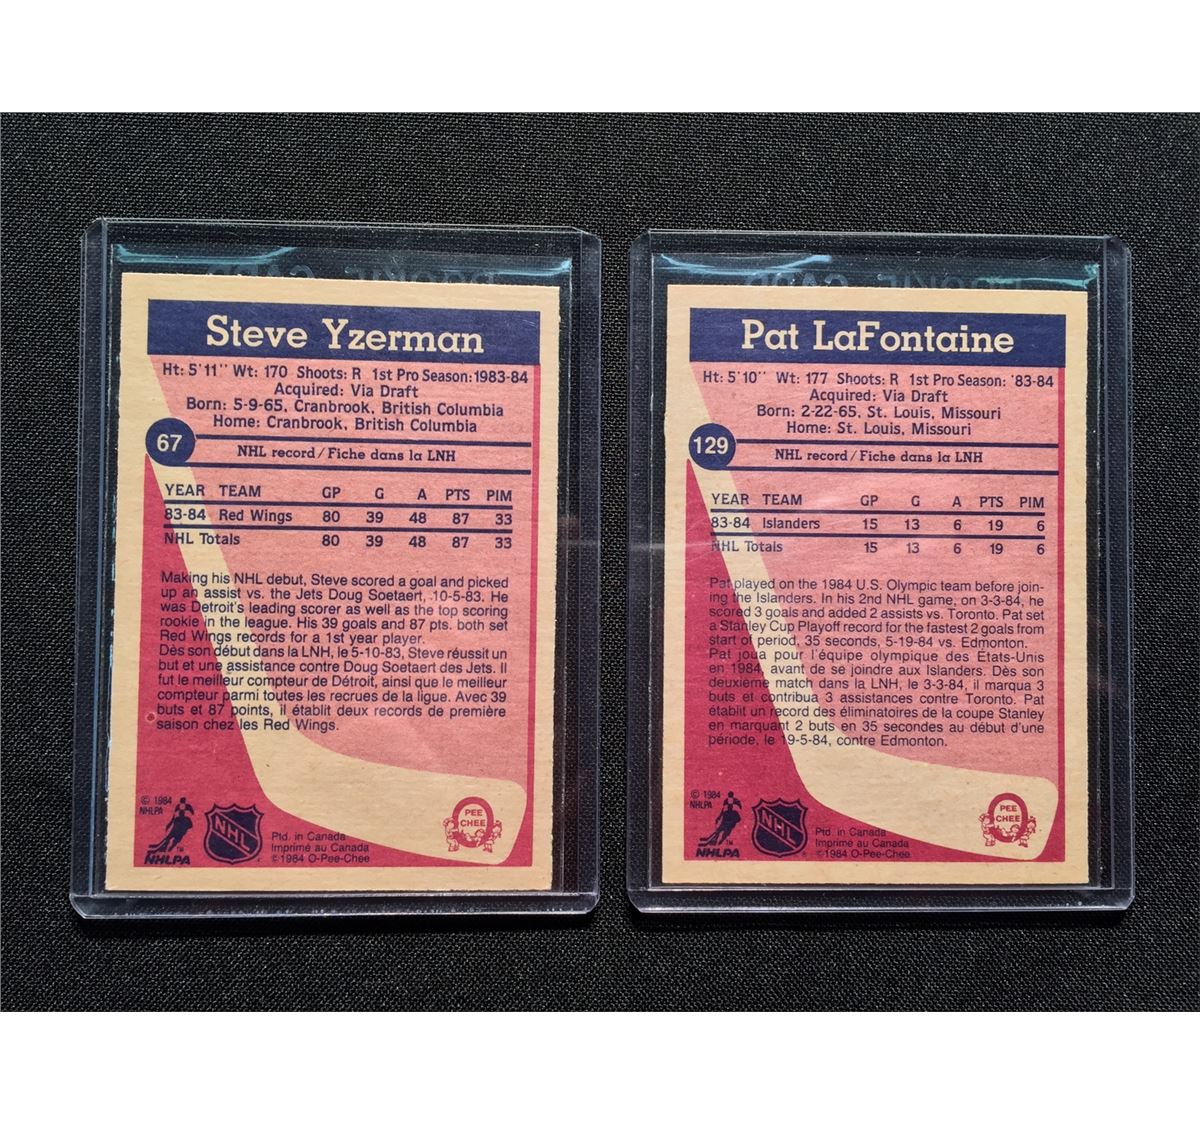 Steve Yzerman
Ht: 5'11'' Wt: 170 Shoots: R 1st Pro Season: 1983-84
Acquired: Via Draft
Born: 5-9-65, Cranbrook, British Columbia
Home: Cranbrook, British Columbia
67
NHL record/Fiche dans la LNH
YEAR TEAM GP G A PTS PIM
83-84 Red Wings 80 39 48 87 33
NHL Totals 80 39 48 87 33
Making his NHL debut, Steve scored a goal and picked
up an assist vs. the Jets Doug Soetaert, 10-5-83. He
was Detroit's leading scorer as well as the top scoring
rookie in the league. His 39 goals and 87 pts. both set
Red Wings records for a 1st year player.
Dès son début dans la LNH, le 5-10-83, Steve réussit un
but et une assistance contre Doug Soetaert des Jets. Il
fut le meilleur compteur de Détroit, ainsi que le meilleur
compteur parmi toutes les recrues de la ligue. Avec 39
buts et 87 points, il établit deux records de première
saison chez les Red Wings.
© 1984
NHLPA
NHLPA
TM
NHL
Ptd. in Canada
Imprimé au Canada
©1984 O-Pee-Chee
PEE
CHEE
ROOKIE CARD
Pat LaFontaine
Ht: 5'10'' Wt: 177 Shoots: R 1st Pro Season: '83-84
Acquired: Via Draft
Born: 2-22-65, St. Louis, Missouri
Home: St. Louis, Missouri
129
NHL record/Fiche dans la LNH
YEAR TEAM GP G A PTS PIM
83-84 Islanders 15 13 6 19 6
NHL Totals 15 13 6 19 6
Pat played on the 1984 U.S. Olympic team before join-
ing the Islanders. In his 2nd NHL game, on 3-3-84, he
scored 3 goals and added 2 assists vs. Toronto. Pat set
a Stanley Cup Playoff record for the fastest 2 goals from
start of period, 35 seconds, 5-19-84 vs. Edmonton.
Pat joua pour l'équipe olympique des Etats-Unis
en 1984, avant de se joindre aux Islanders. Dès son
deuxième match dans la LNH, le 3-3-84, il marqua 3
buts et contribua 3 assistances contre Toronto. Pat
établit un record des éliminatoires de la coupe Stanley
en marquant 2 buts en 35 secondes au début d'une
période, le 19-5-84, contre Edmonton.
© 1984
NHLPA
NHLPA
NHL
Ptd. in Canada
Imprimé au Canada
©1984 O-Pee-Chee
PEE
CHEE
ROOKIE CARD